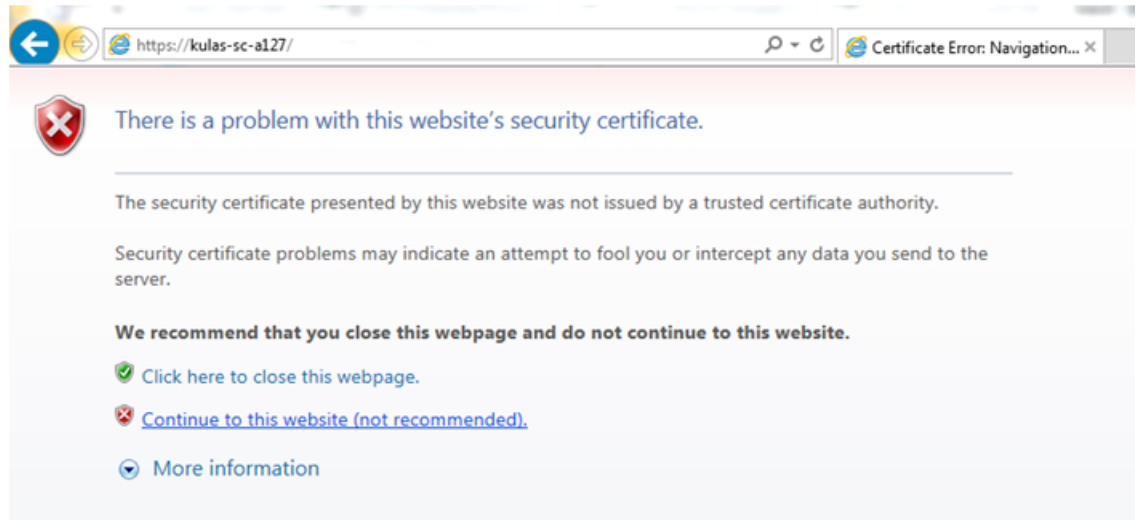 https://kulas-sc-a127/
Certificate Error: Navigation...
There is a problem with this website's security certificate.
The security certificate presented by this website was not issued by a trusted certificate authority.
Security certificate problems may indicate an attempt to fool you or intercept any data you send to the
server.
We recommend that you close this webpage and do not continue to this website.
Click here to close this webpage.
Continue to this website (not recommended).
More information